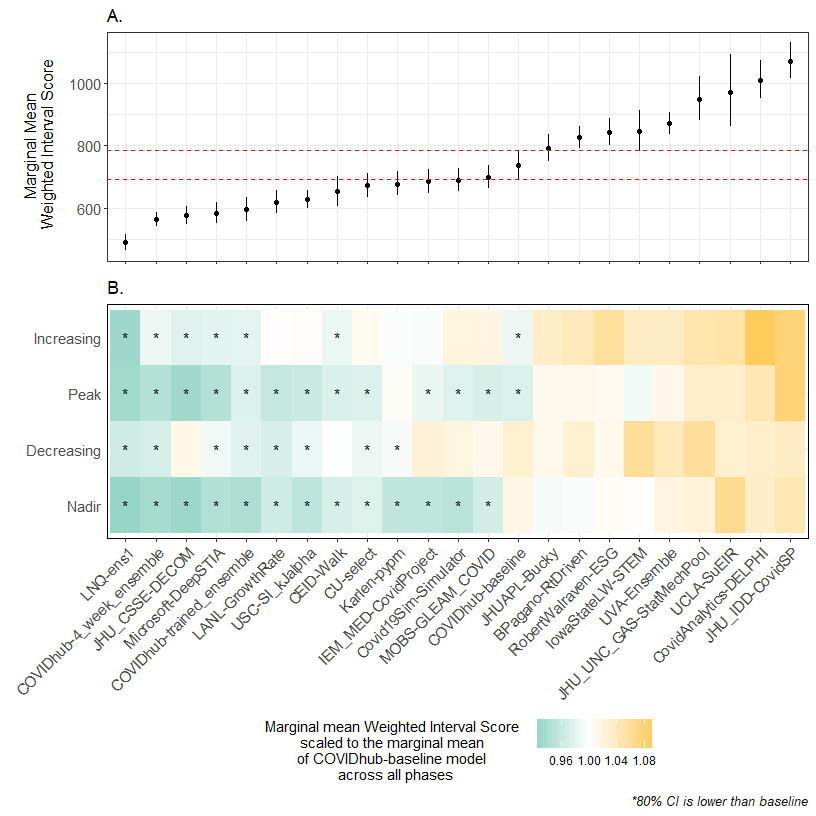 A.
Marginal Mean
Weighted Interval Score
1000
800
600
B.
Increasing
* * * * * * *
Peak
* * * * * * * * * * * * *
Decreasing
* * * * * * * *
Nadir
* * * * * * * * * * * * *
LNQ-ens1
COVIDhub-4_week_ensemble
JHU_CSSE-DECOM
Microsoft-DeepSTIA
COVIDhub-trained_ensemble
LANL-GrowthRate
USC-SI_kJalpha
CEID-Walk
CU-select
Karlen-pypm
IEM_MED-CovidProject
Covid19Sim-Simulator
MOBS-GLEAM_COVID
COVIDhub-baseline
JHUAPL-Bucky
BPagano-RtDriven
RobertWalraven-ESG
IowaStateLW-STEM
UVA-Ensemble
JHU_UNC_GAS-StatMechPool
UCLA-SuEIR
CovidAnalytics-DELPHI
JHU_IDD-CovidSP
Marginal mean Weighted Interval Score
scaled to the marginal mean
of COVIDhub-baseline model
across all phases
0.96 1.00 1.04 1.08
*80% CI is lower than baseline